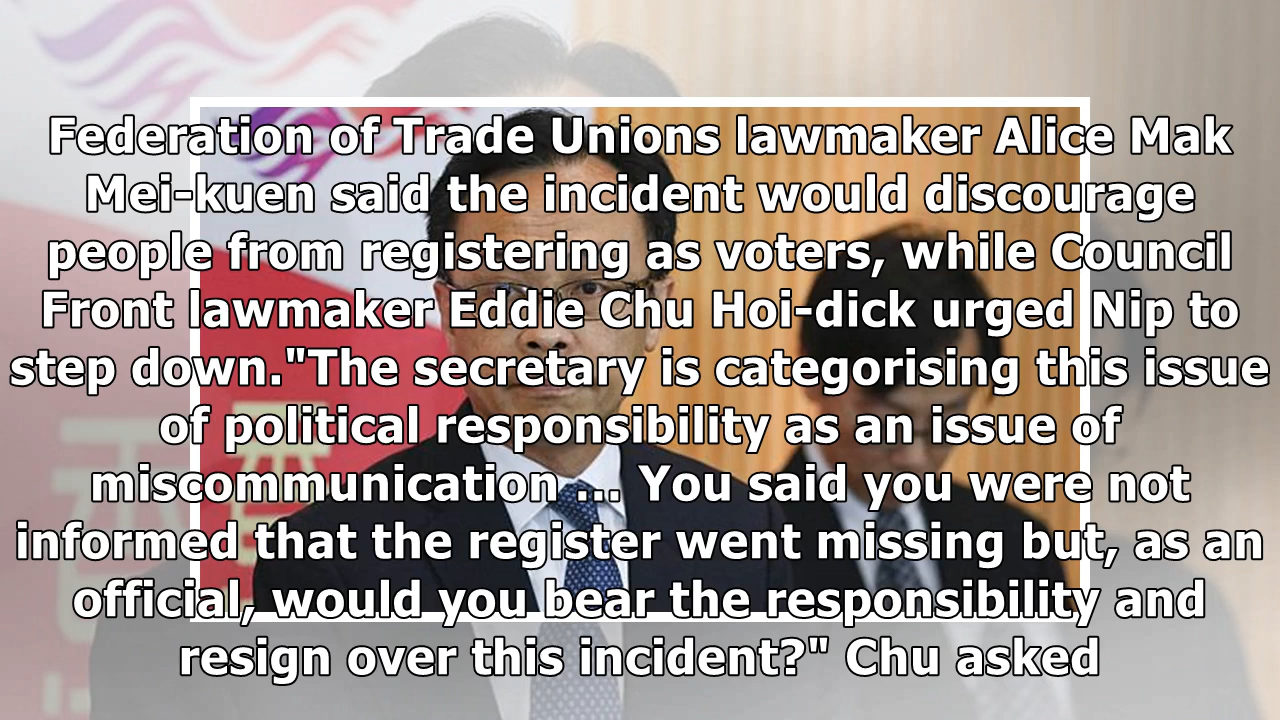 Federation of Trade Unions lawmaker Alice Mak
Mei-kuen said the incident would discourage
people from registering as voters, while Council
Front lawmaker Eddie Chu Hoi-dick urged Nip to
step down."The secretary is categorising this issue
of political responsibility as an issue of
miscommunication ... You said you were not
informed that the register went missing but, as an
official, would you bear the responsibility and
resign over this incident?" Chu asked